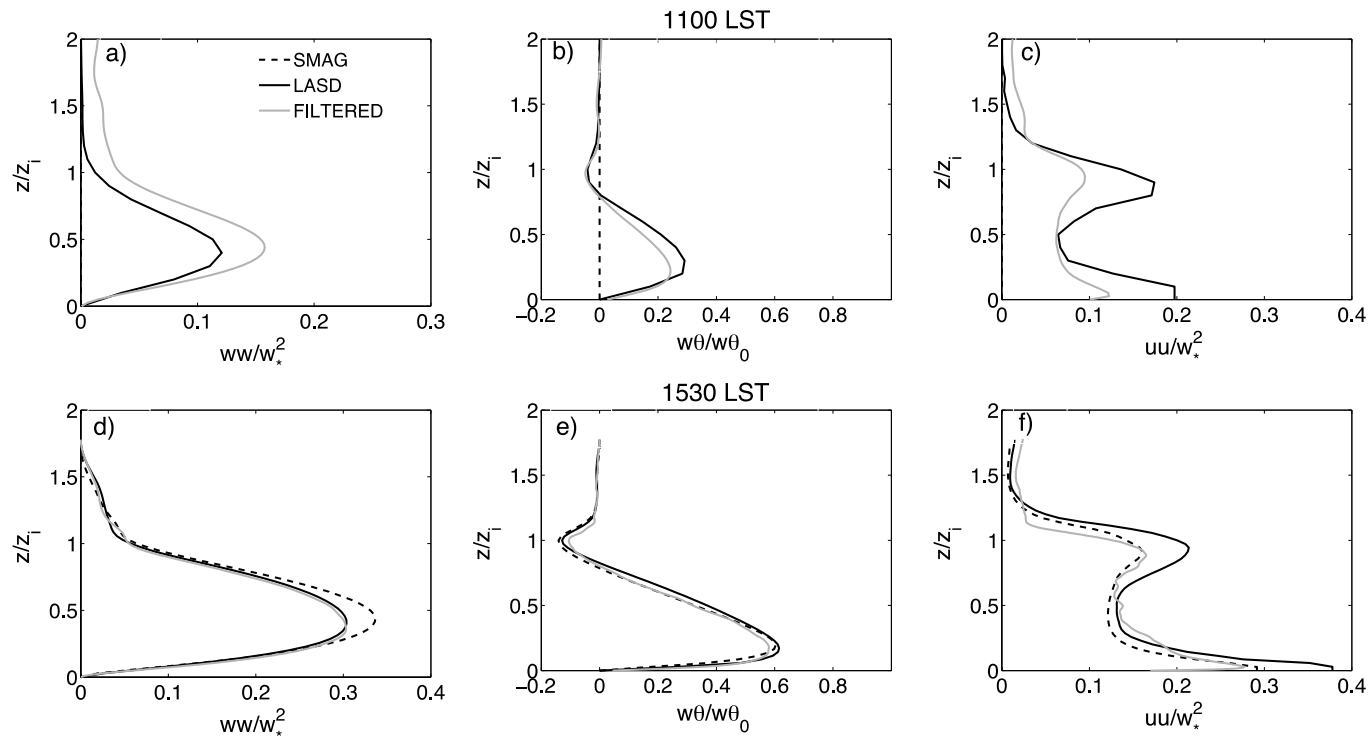 1100 LST
a)
SMAG
LASD
FILTERED
2
1.5
1
0.5
0
z/z_i
0 0.1 0.2 0.3
ww/w_*^2
b)
2
1.5
1
0.5
0
z/z_i
−0.2 0 0.2 0.4 0.6 0.8
wθ/wθ_0
c)
2
1.5
1
0.5
0
z/z_i
0 0.1 0.2 0.3 0.4
uu/w_*^2
1530 LST
d)
2
1.5
1
0.5
0
z/z_i
0 0.1 0.2 0.3 0.4
ww/w_*^2
e)
2
1.5
1
0.5
0
z/z_i
−0.2 0 0.2 0.4 0.6 0.8
wθ/wθ_0
f)
2
1.5
1
0.5
0
z/z_i
0 0.1 0.2 0.3 0.4
uu/w_*^2